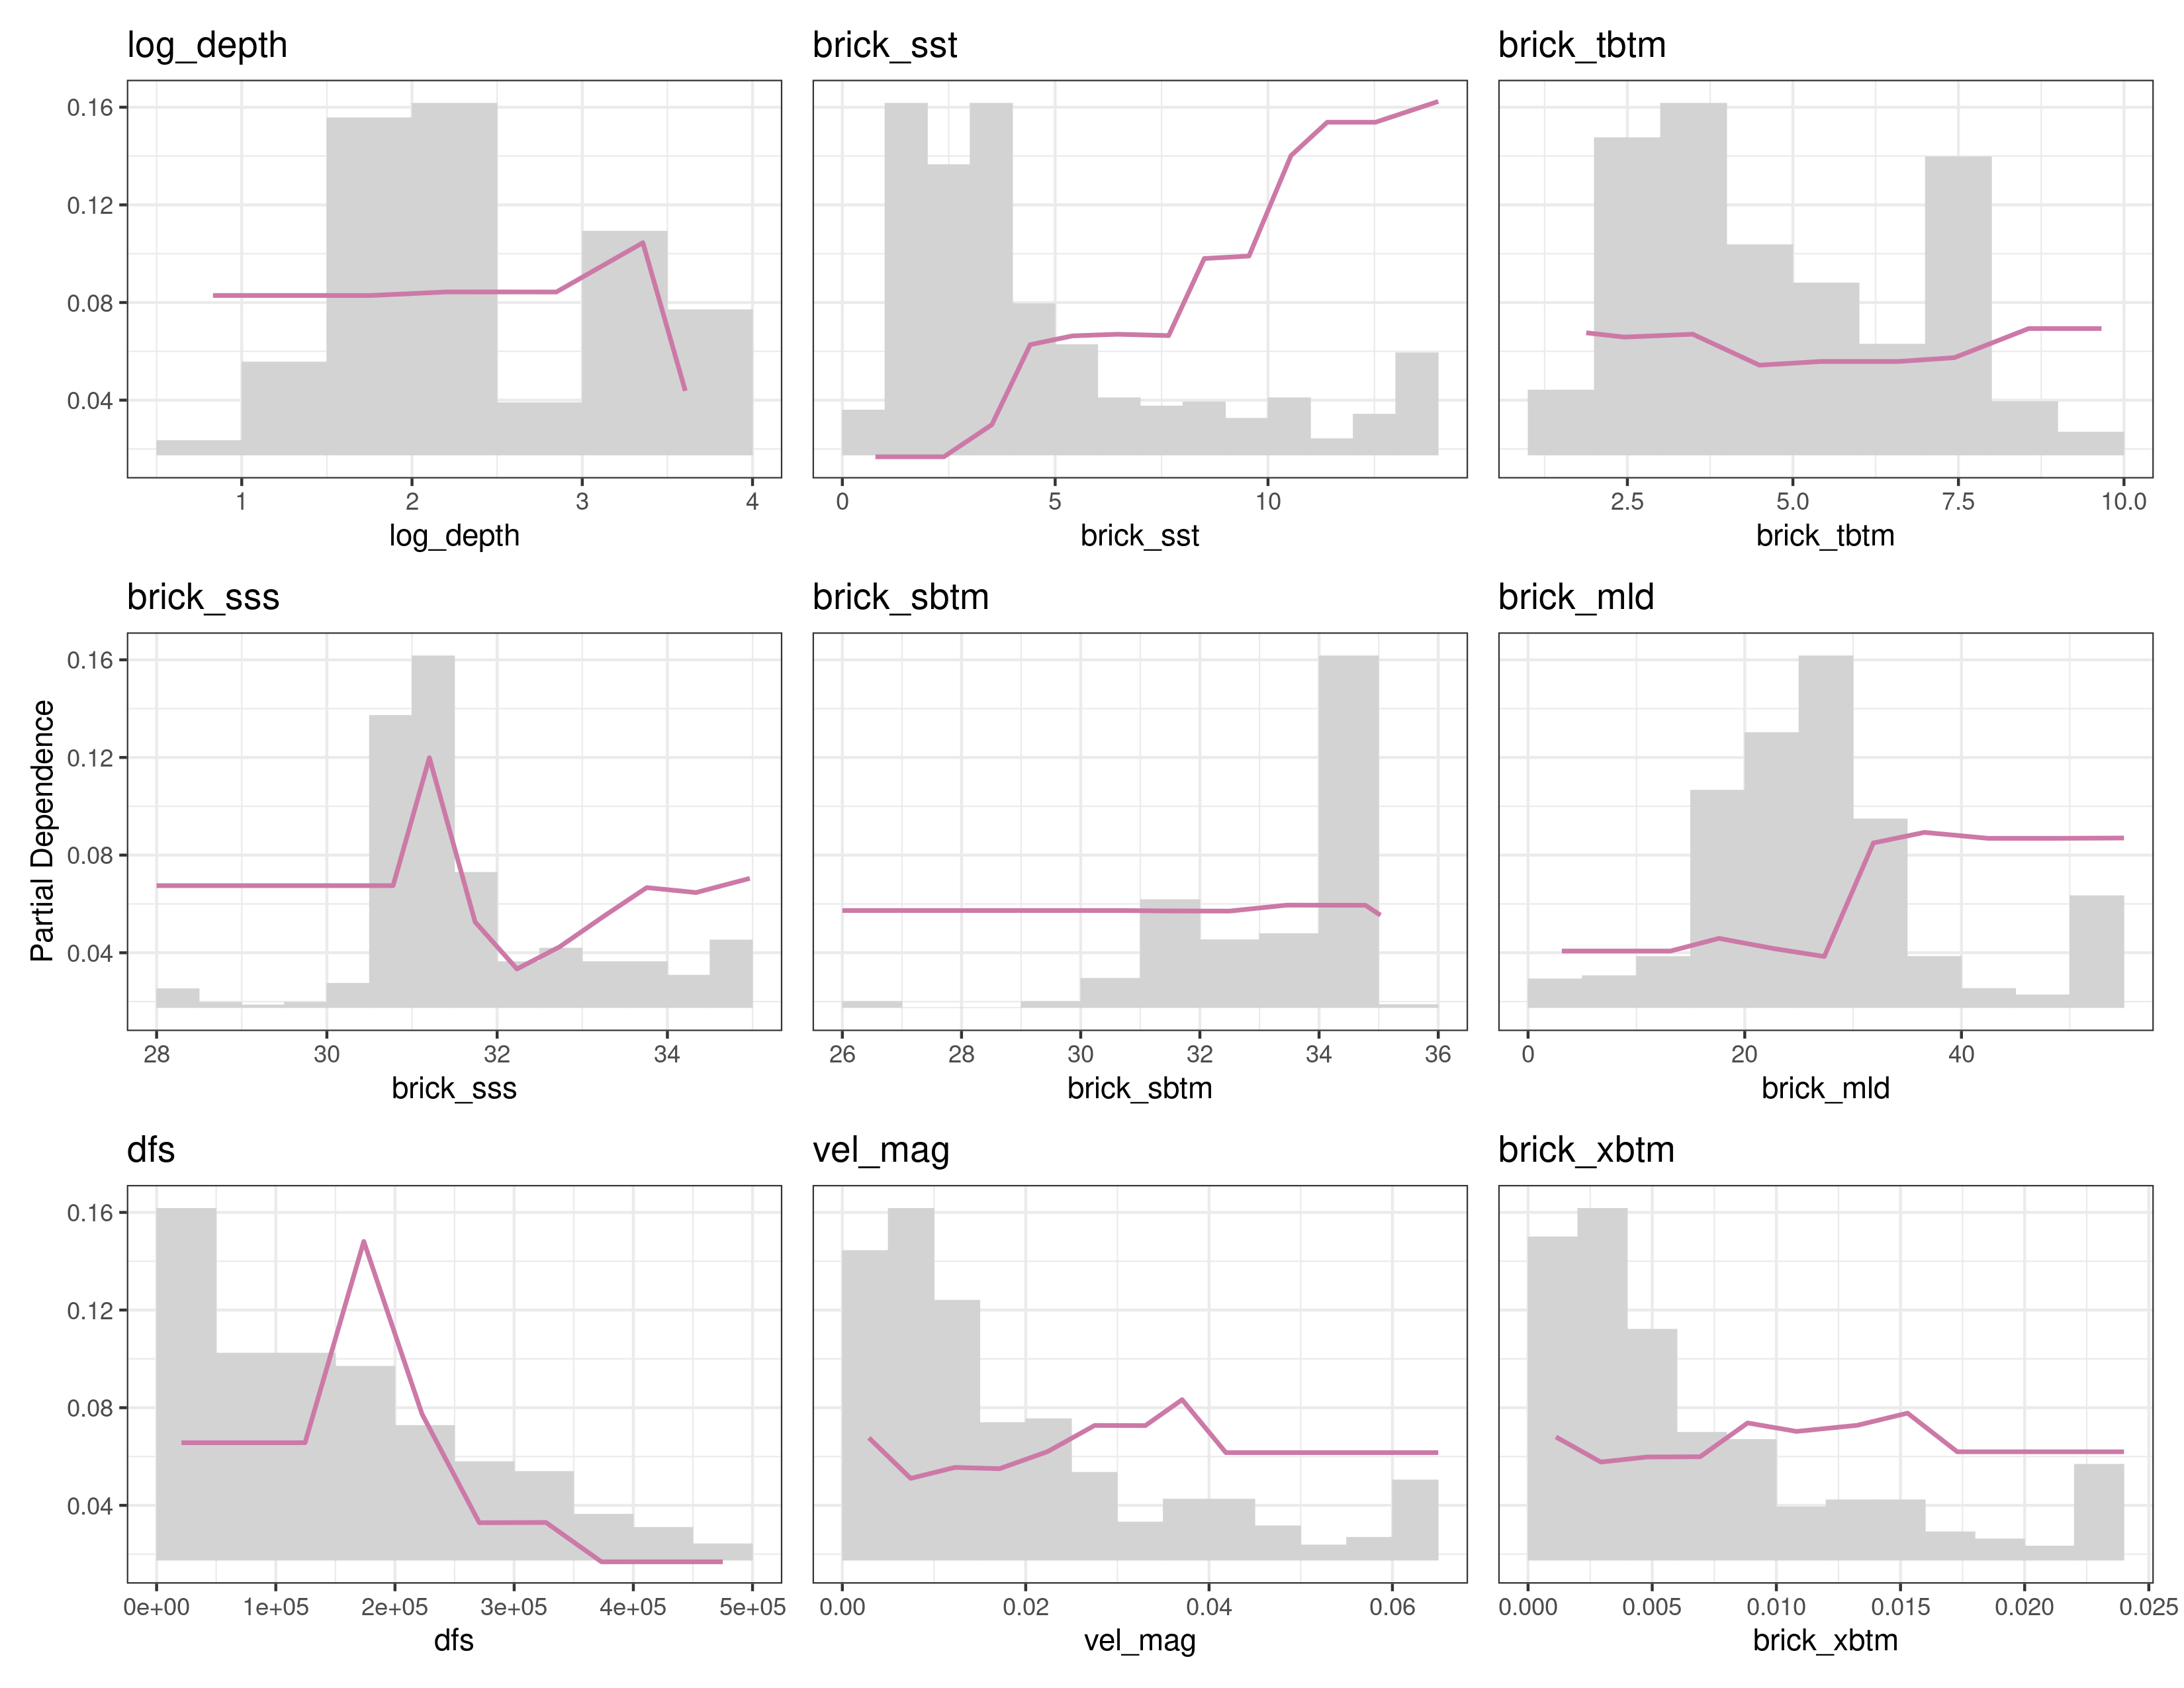 log_depth brick_sst brick_tbtm
0.16
0.12
0.08
0.04
1 2 3 4 0 5 10 2.5 5.0 7.5 10.0
log_depth brick_sst brick_tbtm
brick_sss brick_sbtm brick_mld
Partial Dependence
0.16
0.12
0.08
0.04
28 30 32 34 26 28 30 32 34 36 0 20 40
brick_sss brick_sbtm brick_mld
dfs vel_mag brick_xbtm
0.16
0.12
0.08
0.04
0e+00 1e+05 2e+05 3e+05 4e+05 5e+05 0.00 0.02 0.04 0.06 0.000 0.005 0.010 0.015 0.020 0.025
dfs vel_mag brick_xbtm